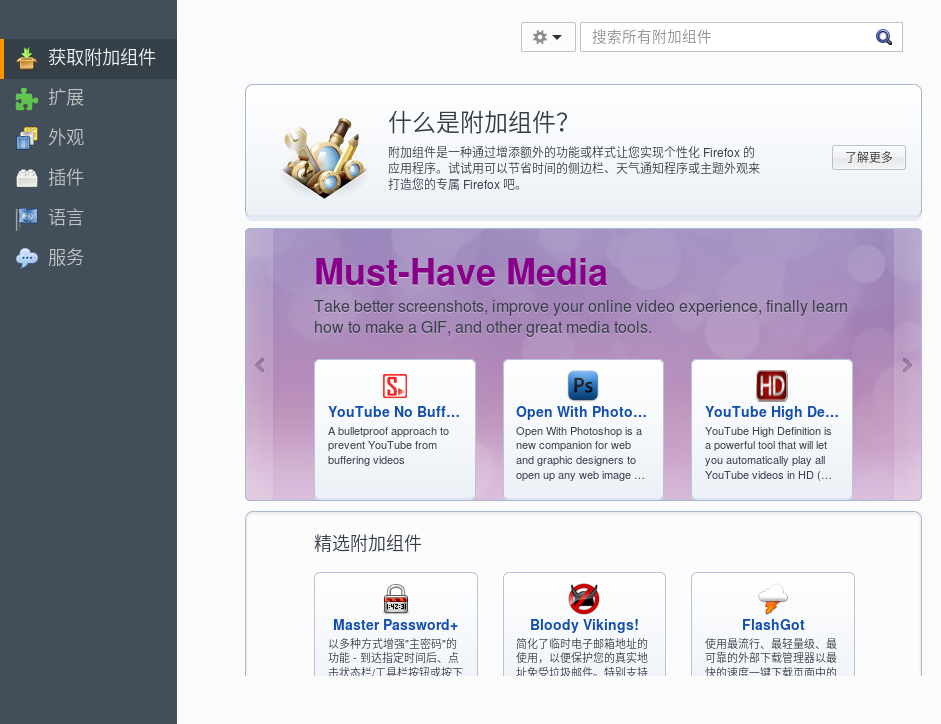 获取附加组件
扩展
外观
插件
语言
服务
搜索所有附加组件
什么是附加组件？
附加组件是一种通过增添额外的功能或样式让您实现个性化 Firefox 的
应用程序。试试用可以节省时间的侧边栏、天气通知程序或主题外观来
打造您的专属 Firefox 吧。
了解更多
Must-Have Media
Take better screenshots, improve your online video experience, finally learn
how to make a GIF, and other great media tools.
YouTube No Buff...
A bulletproof approach to
prevent YouTube from
buffering videos
Ps
Open With Photo...
Open With Photoshop is a
new companion for web
and graphic designers to
open up any web image ...
HD
YouTube High De...
YouTube High Definition is
a powerful tool that will let
you automatically play all
YouTube videos in HD (...
精选附加组件
1:42:31
Master Password+
以多种方式增强"主密码"的
功能 - 到达指定时间后、点
击状态栏/工具栏按钮或按下
Bloody Vikings!
简化了临时电子邮箱地址的
使用，以便保护您的真实地
址免受垃圾邮件。特别支持
FlashGot
使用最流行、最轻量级、最
可靠的外部下载管理器以最
快的速度一键下载页面中的